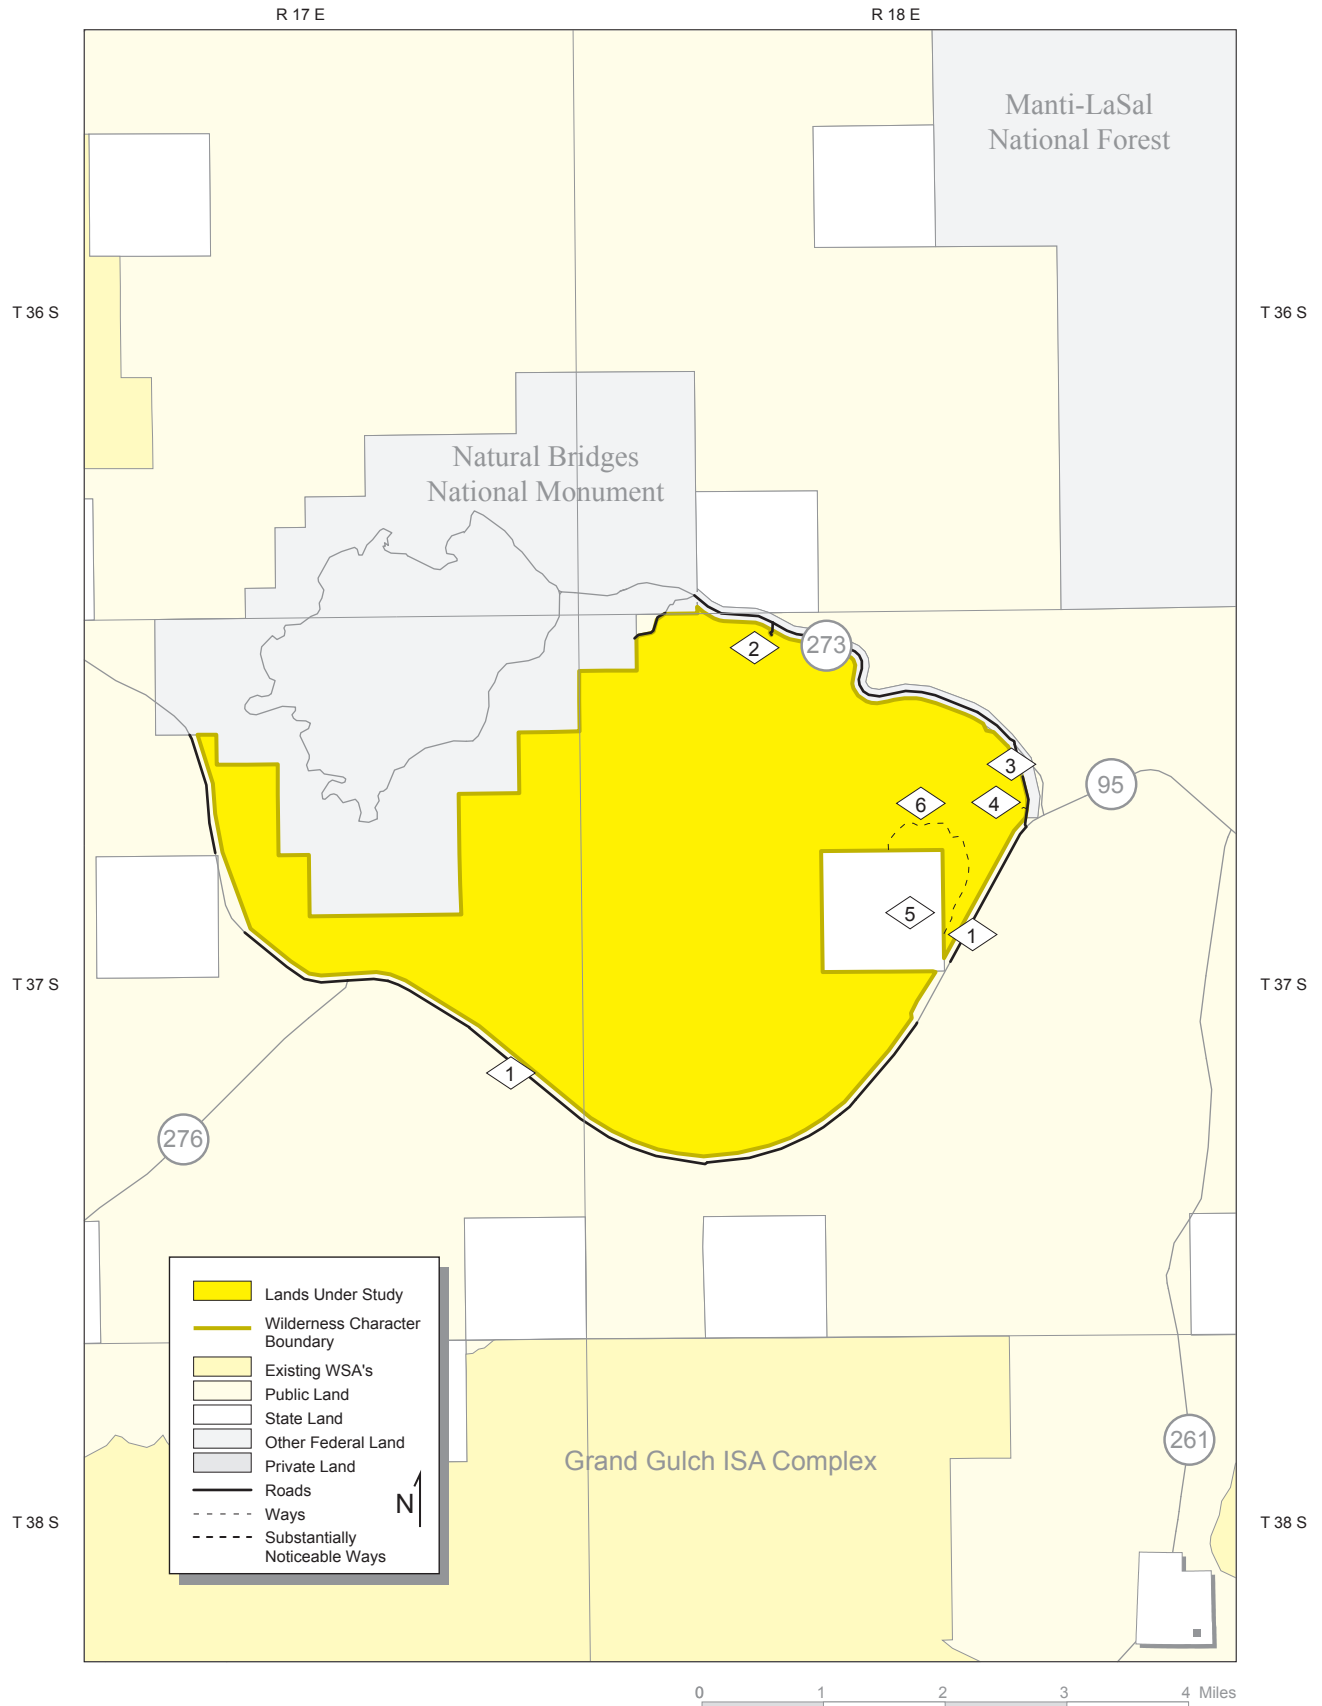 R 17 E
R 18 E
Manti-LaSal
National Forest
T 36 S
T 36 S
Natural Bridges
National Monument
2
273
3
95
6
4
5
1
T 37 S
T 37 S
1
276
Lands Under Study
Wilderness Character
Boundary
Existing WSA's
Public Land
State Land
Other Federal Land
Private Land
Roads
Ways
Substantially
Noticeable Ways
N
Grand Gulch ISA Complex
261
T 38 S
T 38 S
0 1 2 3 4 Miles